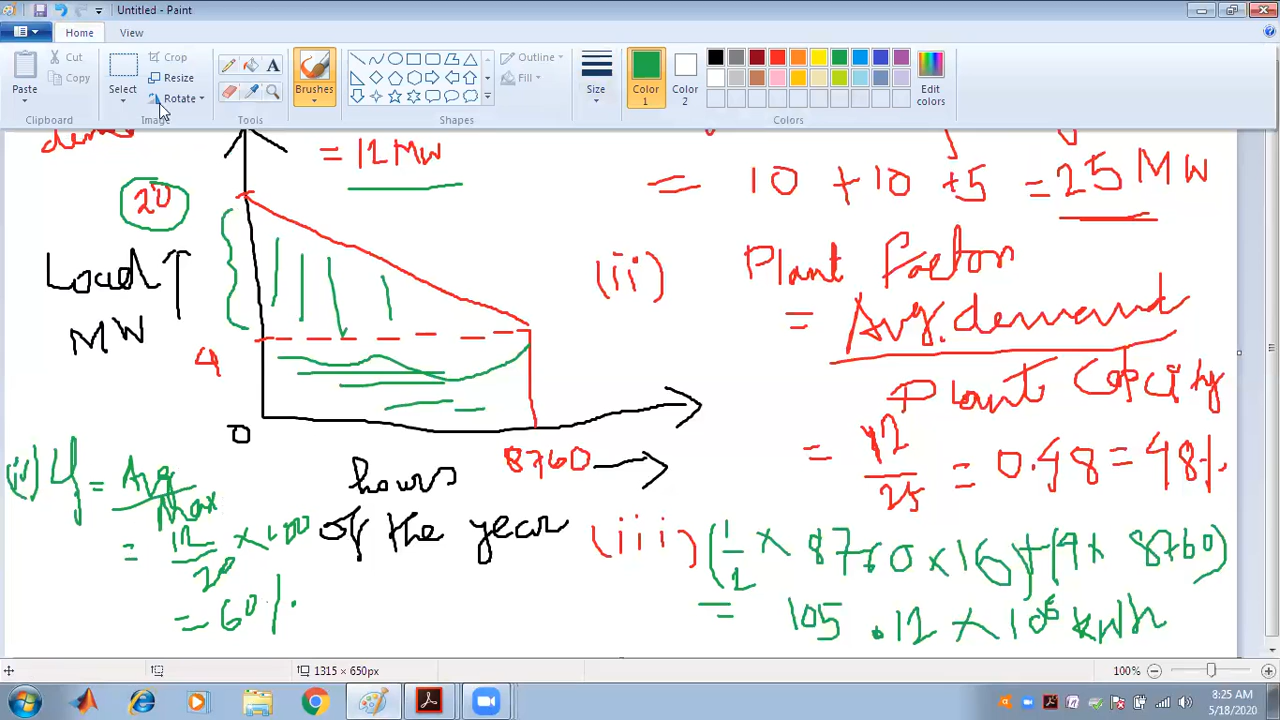 Untitled - Paint
Home
View
Paste
Cut
Copy
Clipboard
Select
Crop
Resize
Rotate
Image
Tools
Brushes
Shapes
Outline
Fill
Size
Color 1
Color 2
Edit colors
Colors
= 12 MW
= 10 + 10 + 5 = 25 MW
20
Load ↑
MW
4
0
8760 →
hours →
of the year
(ii) Plant Factor
= Avg. demand
Plant Capacity
= 12
25
= 0.48 = 48%
(iii) (1/2 × 8760 × 16) + (4 × 8760)
= 105.12 × 10⁶ kWh
(iv) = Avg
Max
= 12
20
× 100
= 60%
1315 × 650px
100%
8:25 AM
5/18/2020